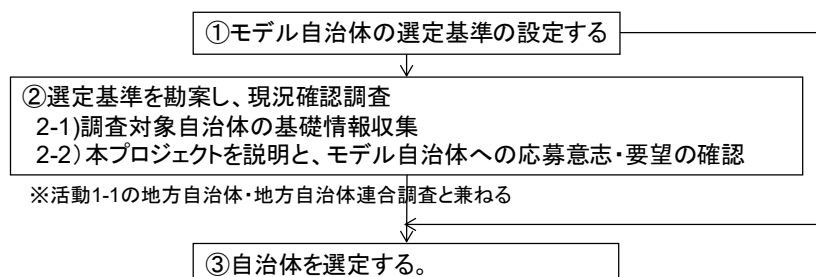 ①モデル自治体の選定基準の設定する
②選定基準を勘案し、現況確認調査
2-1)調査対象自治体の基礎情報収集
2-2）本プロジェクトを説明と、モデル自治体への応募意志・要望の確認
※活動1-1の地方自治体・地方自治体連合調査と兼ねる
③自治体を選定する。